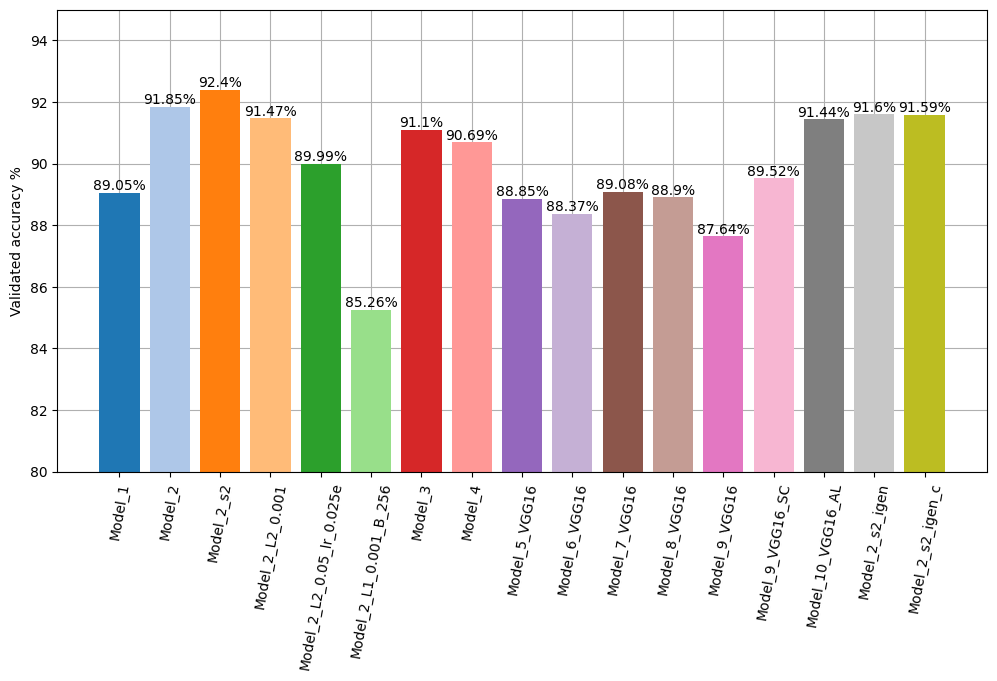 Validated accuracy %
94
92
90
88
86
84
82
80
89.05%
91.85%
92.4%
91.47%
89.99%
85.26%
91.1%
90.69%
88.85%
88.37%
89.08%
88.9%
87.64%
89.52%
91.44%
91.6%
91.59%
Model_1
Model_2
Model_2_s2
Model_2_L2_0.001
Model_2_L2_0.05_lr_0.025e
Model_2_L1_0.001_B_256
Model_3
Model_4
Model_5_VGG16
Model_6_VGG16
Model_7_VGG16
Model_8_VGG16
Model_9_VGG16
Model_9_VGG16_SC
Model_10_VGG16_AL
Model_2_s2_igen
Model_2_s2_igen_c